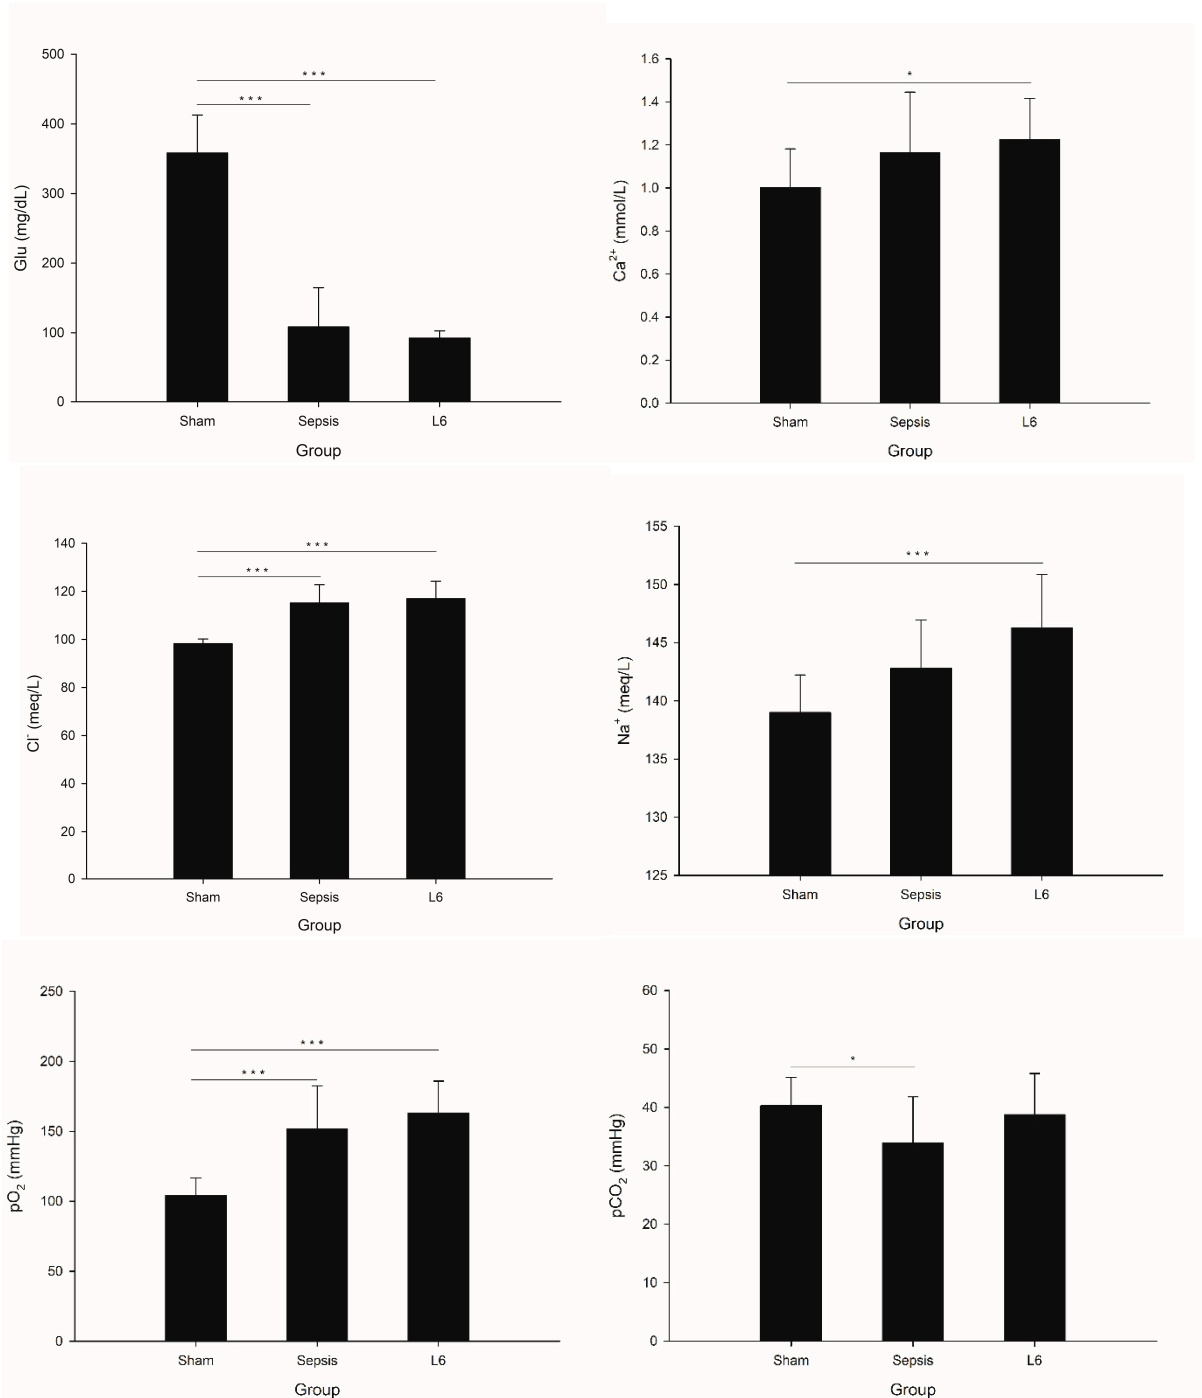 500
400
300
200
100
0
Glu (mg/dL)
***
***
Sham Sepsis L6
Group
1.6
1.4
1.2
1.0
0.8
0.6
0.4
0.2
0.0
Ca²⁺ (mmol/L)
*
Sham Sepsis L6
Group
140
120
100
80
60
40
20
0
Cl⁻ (meq/L)
***
***
Sham Sepsis L6
Group
155
150
145
140
135
130
125
Na⁺ (meq/L)
***
Sham Sepsis L6
Group
250
200
150
100
50
0
pO₂ (mmHg)
***
***
Sham Sepsis L6
Group
60
50
40
30
20
10
0
pCO₂ (mmHg)
*
Sham Sepsis L6
Group